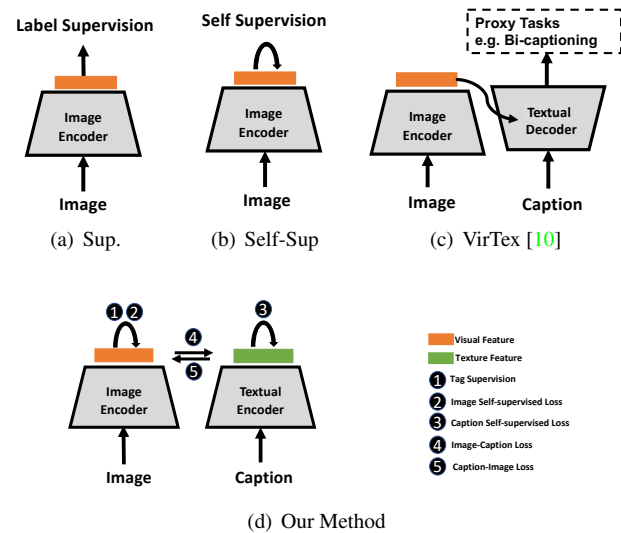 Label Supervision
Image
Encoder
Image
(a) Sup.
Self Supervision
Image
Encoder
Image
(b) Self-Sup
Proxy Tasks
e.g. Bi-captioning
Image
Encoder
Textual
Decoder
Image
Caption
(c) VirTex [10]
1 2
Image
Encoder
Image
4
5
3
Textual
Encoder
Caption
Visual Feature
Texture Feature
1 Tag Supervision
2 Image Self-supervised Loss
3 Caption Self-supervised Loss
4 Image-Caption Loss
5 Caption-Image Loss
(d) Our Method